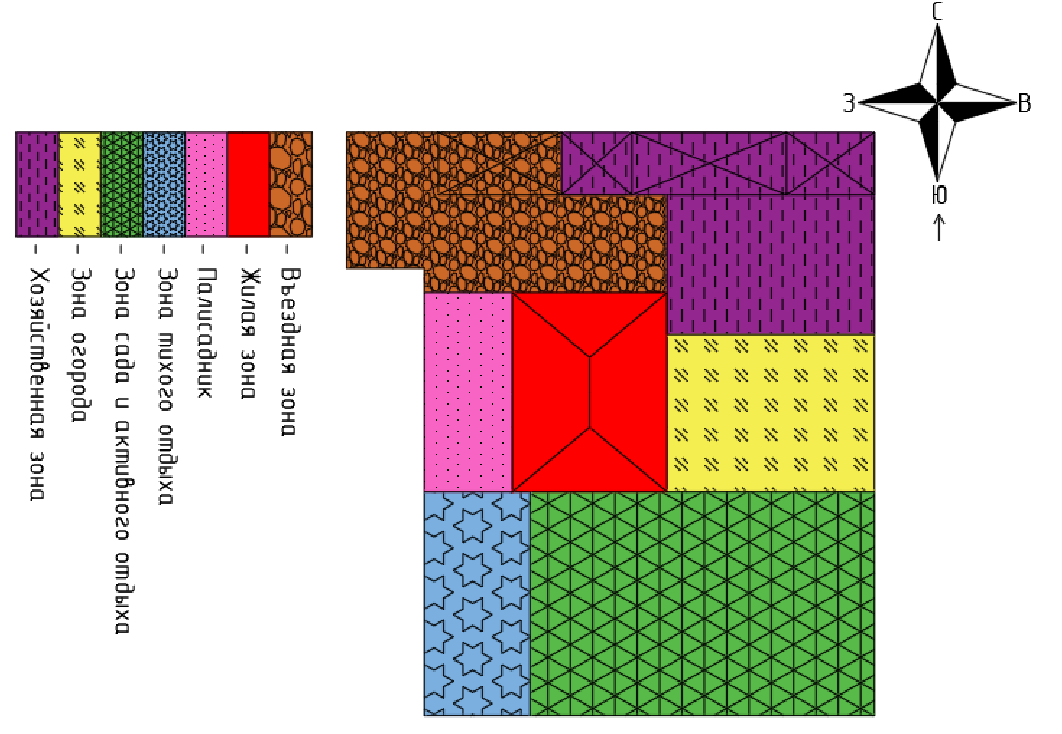 С
З
В
Ю
– Въездная зона
– Жилая зона
– Палисадник
– Зона тихого отдыха
– Зона сада и активного отдыха
– Зона огорода
– Хозяйственная зона